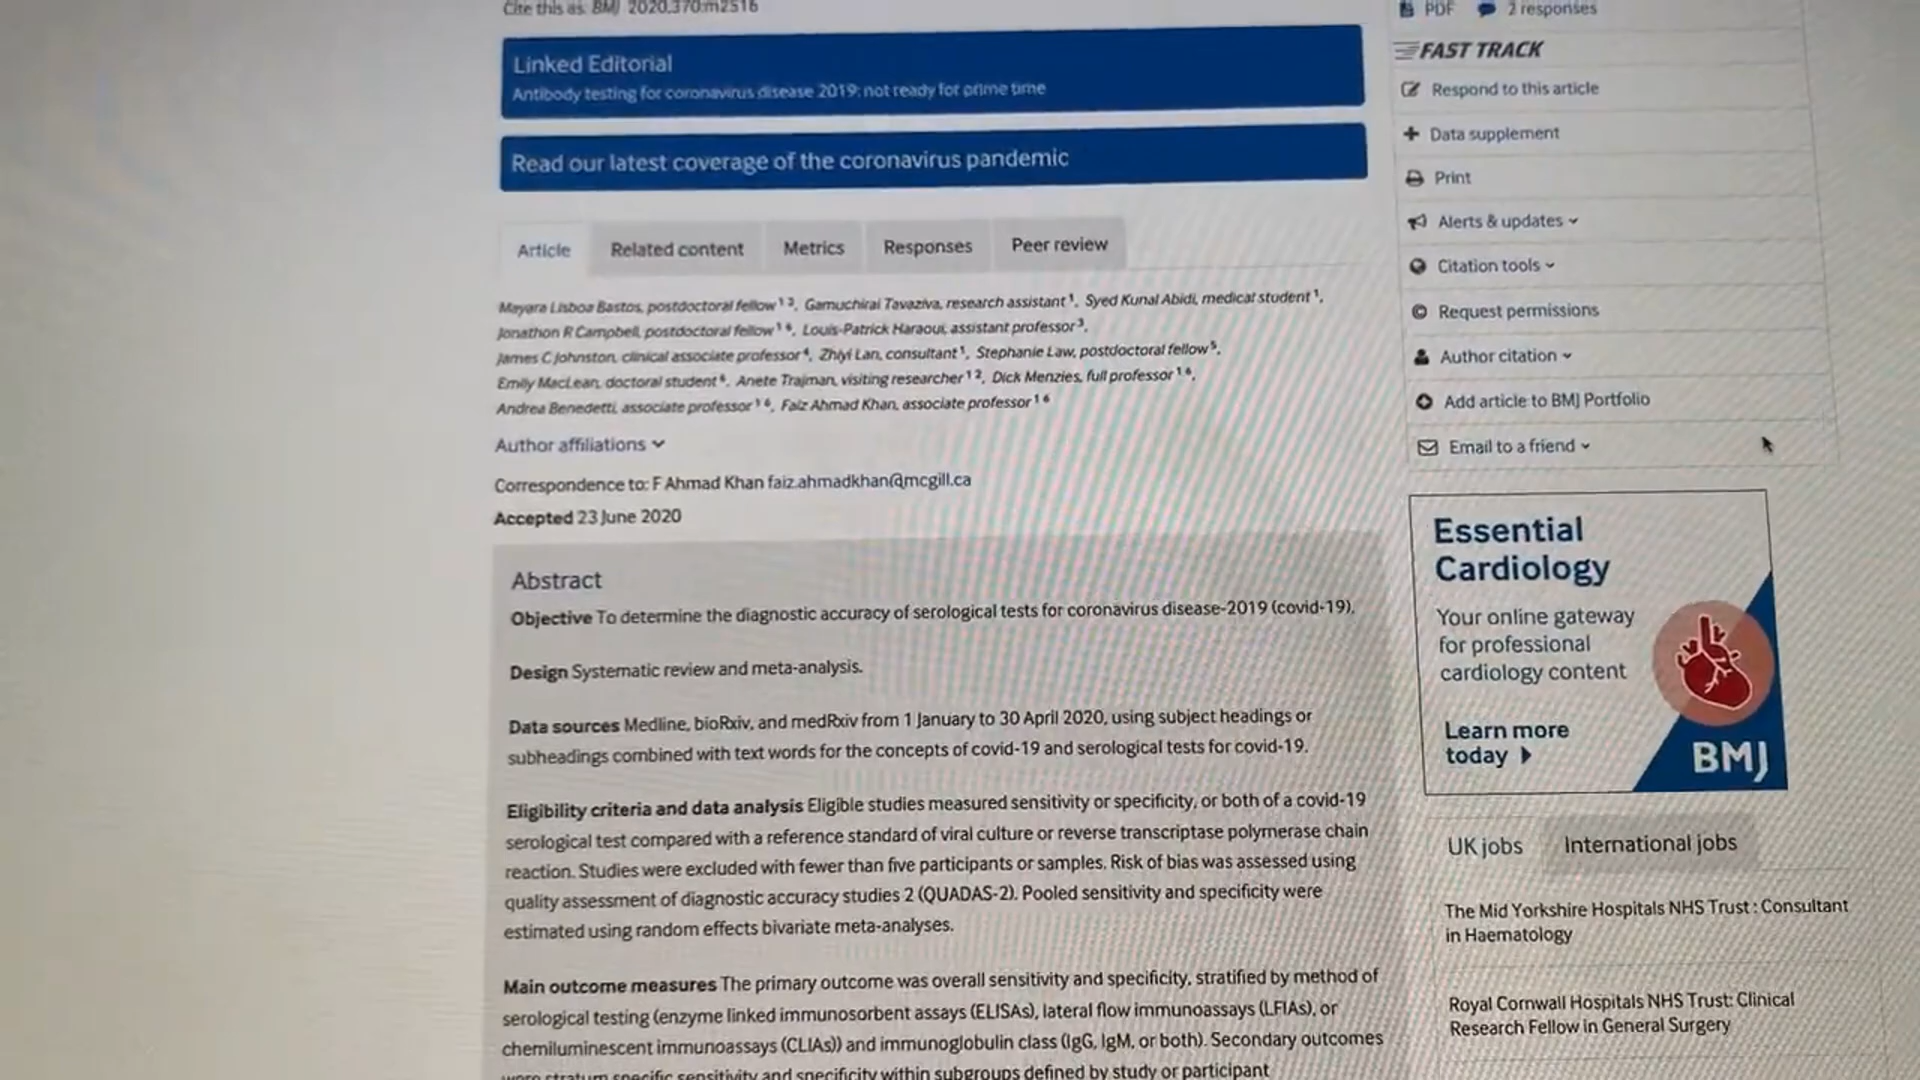 Cite this as: BMJ 2020;370:m2516
Linked Editorial
Antibody testing for coronavirus disease 2019: not ready for prime time
Read our latest coverage of the coronavirus pandemic
Article
Related content
Metrics
Responses
Peer review
Mayara Lisboa Bastos, postdoctoral fellow 1 2, Gamuchirai Tavaziva, research assistant 1, Syed Kunal Abidi, medical student 1,
Jonathon R Campbell, postdoctoral fellow 1 6, Louis-Patrick Haraoui, assistant professor 3,
James C Johnston, clinical associate professor 4, Zhiyi Lan, consultant 1, Stephanie Law, postdoctoral fellow 5,
Emily MacLean, doctoral student 6, Anete Trajman, visiting researcher 1 2, Dick Menzies, full professor 1 6,
Andrea Benedetti, associate professor 1 6, Faiz Ahmad Khan, associate professor 1 6
Author affiliations
Correspondence to: F Ahmad Khan faiz.ahmadkhan@mcgill.ca
Accepted 23 June 2020
Abstract
Objective To determine the diagnostic accuracy of serological tests for coronavirus disease-2019 (covid-19).
Design Systematic review and meta-analysis.
Data sources Medline, bioRxiv, and medRxiv from 1 January to 30 April 2020, using subject headings or
subheadings combined with text words for the concepts of covid-19 and serological tests for covid-19.
Eligibility criteria and data analysis Eligible studies measured sensitivity or specificity, or both of a covid-19
serological test compared with a reference standard of viral culture or reverse transcriptase polymerase chain
reaction. Studies were excluded with fewer than five participants or samples. Risk of bias was assessed using
quality assessment of diagnostic accuracy studies 2 (QUADAS-2). Pooled sensitivity and specificity were
estimated using random effects bivariate meta-analyses.
Main outcome measures The primary outcome was overall sensitivity and specificity, stratified by method of
serological testing (enzyme linked immunosorbent assays (ELISAs), lateral flow immunoassays (LFIAs), or
chemiluminescent immunoassays (CLIAs)) and immunoglobulin class (IgG, IgM, or both). Secondary outcomes
were stratum specific sensitivity and specificity within subgroups defined by study or participant
PDF
2 responses
FAST TRACK
Respond to this article
Data supplement
Print
Alerts & updates
Citation tools
Request permissions
Author citation
Add article to BMJ Portfolio
Email to a friend
Essential
Cardiology
Your online gateway
for professional
cardiology content
Learn more
today
BMJ
UK jobs
International jobs
The Mid Yorkshire Hospitals NHS Trust : Consultant
in Haematology
Royal Cornwall Hospitals NHS Trust: Clinical
Research Fellow in General Surgery